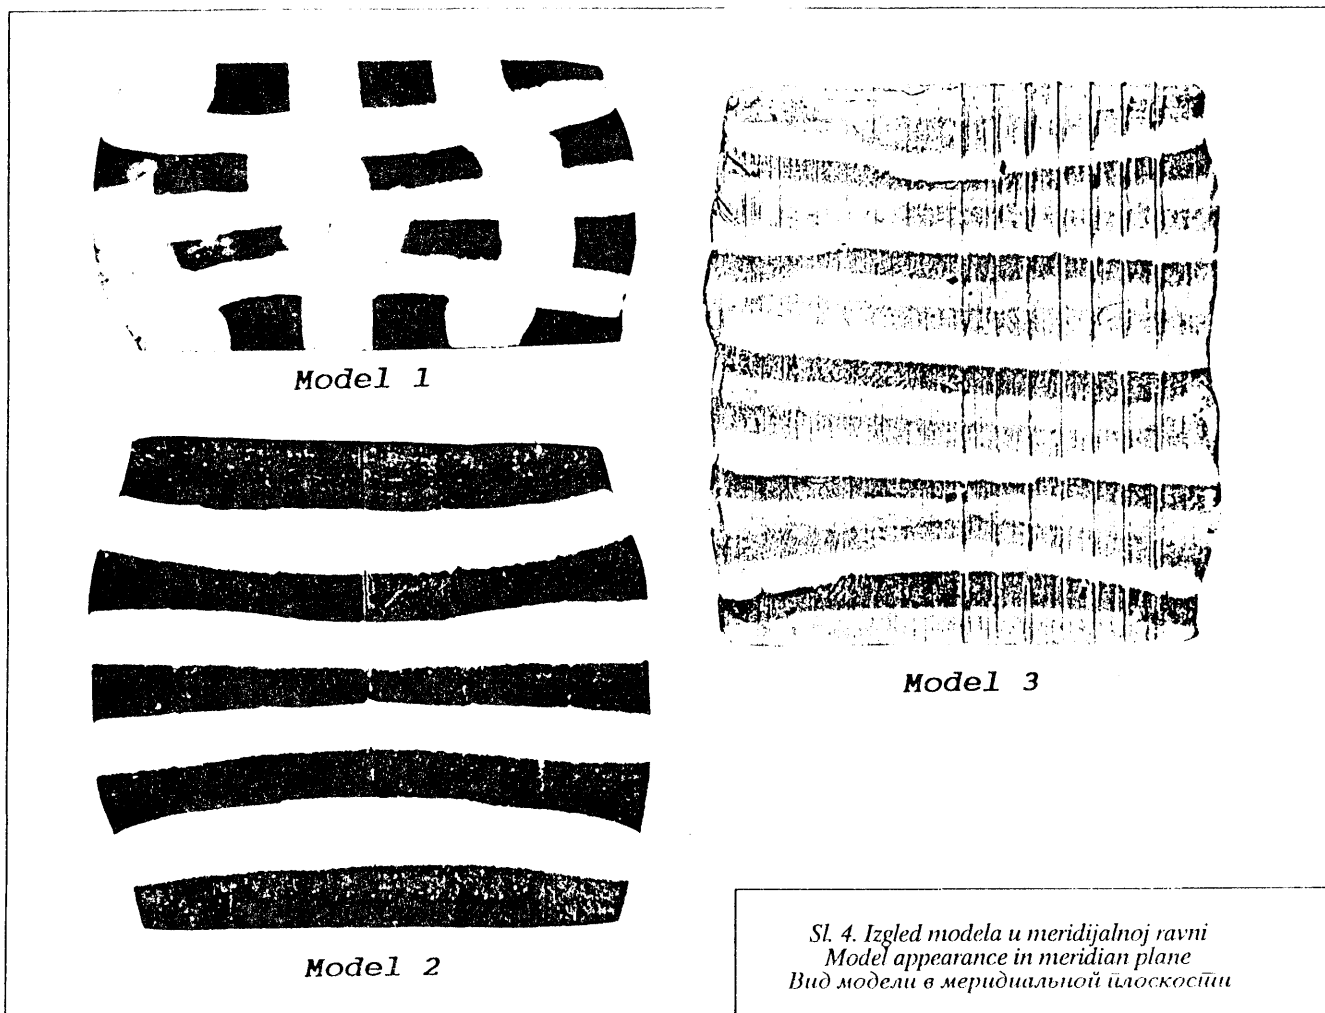 Model 1
Model 2
Model 3
Sl. 4. Izgled modela u meridijalnoj ravni
Model appearance in meridian plane
Вид модели в меридиальной плоскости